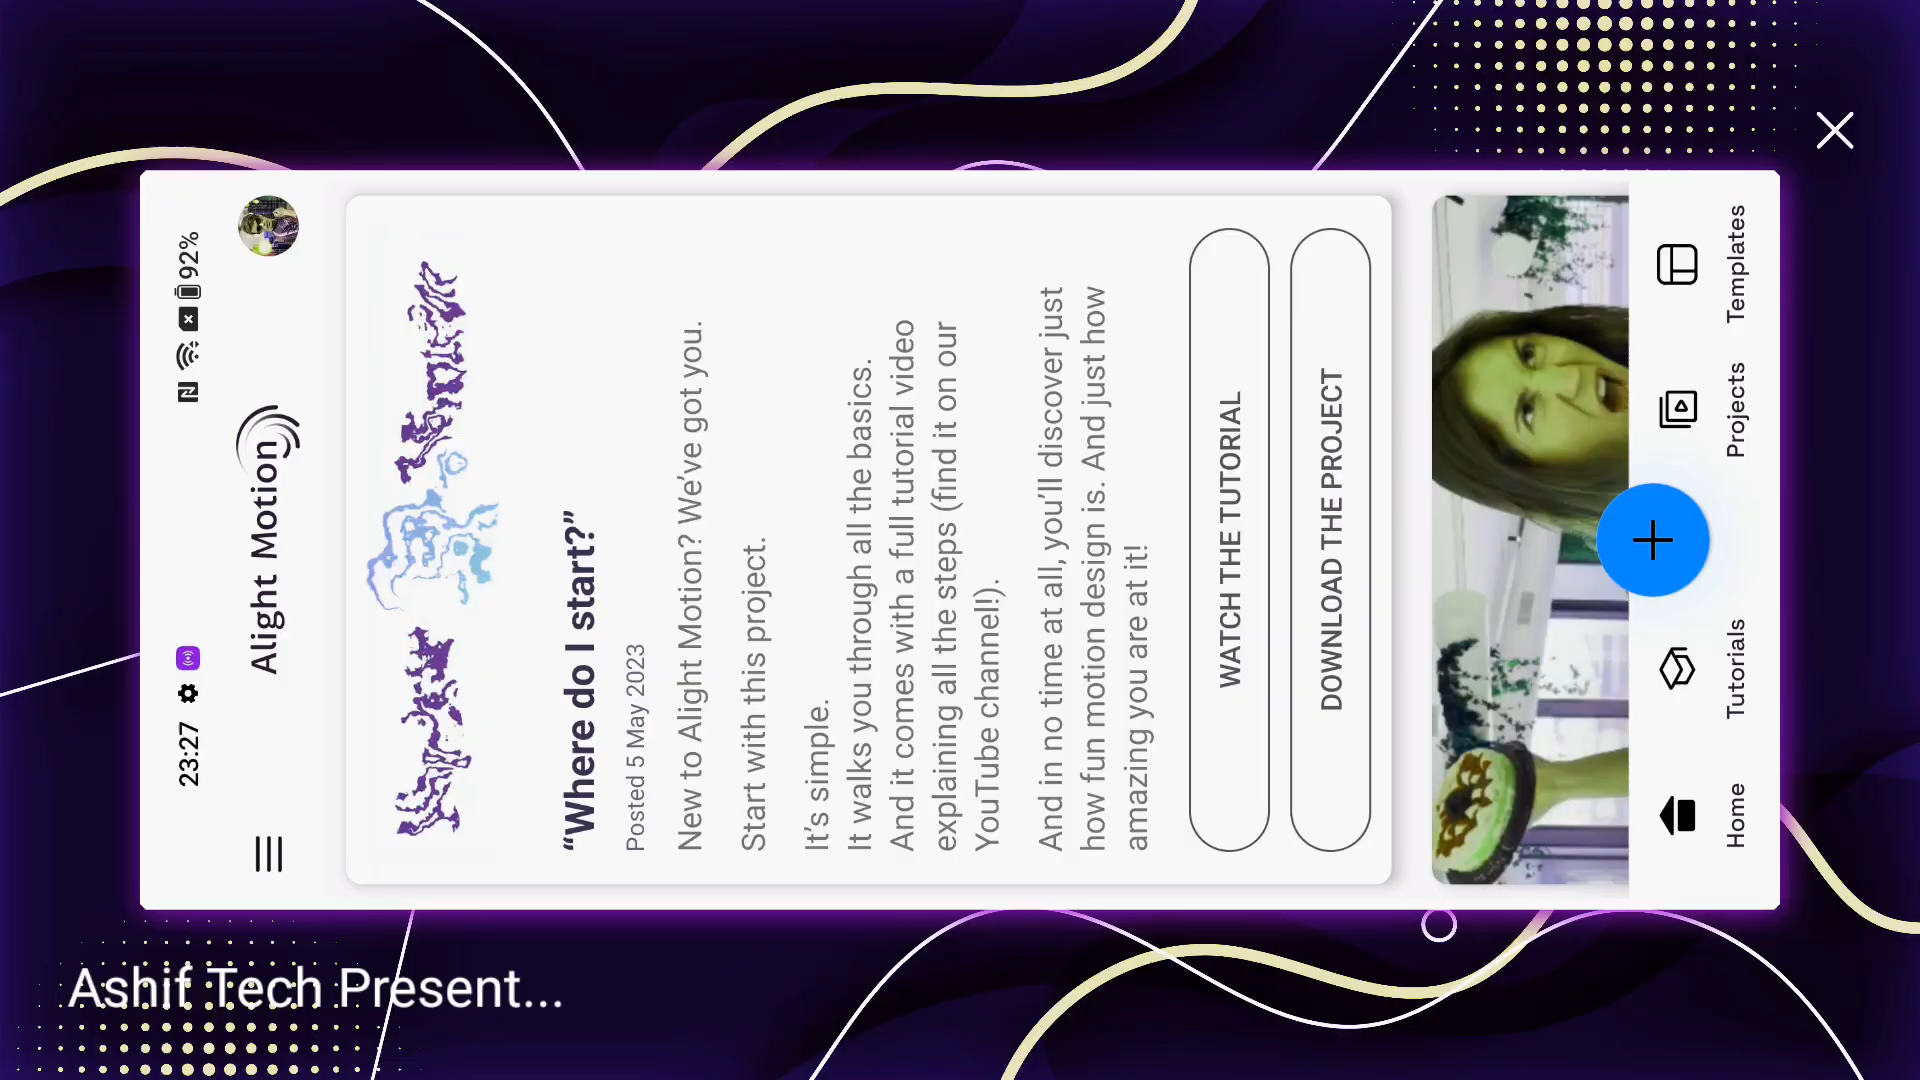 23:27
92%
Alight Motion
“Where do I start?”
Posted 5 May 2023
New to Alight Motion? We’ve got you.
Start with this project.
It’s simple.
It walks you through all the basics.
And it comes with a full tutorial video
explaining all the steps (find it on our
YouTube channel!).
And in no time at all, you’ll discover just
how fun motion design is. And just how
amazing you are at it!
WATCH THE TUTORIAL
DOWNLOAD THE PROJECT
Home
Tutorials
Projects
Templates
Ashif Tech Present...